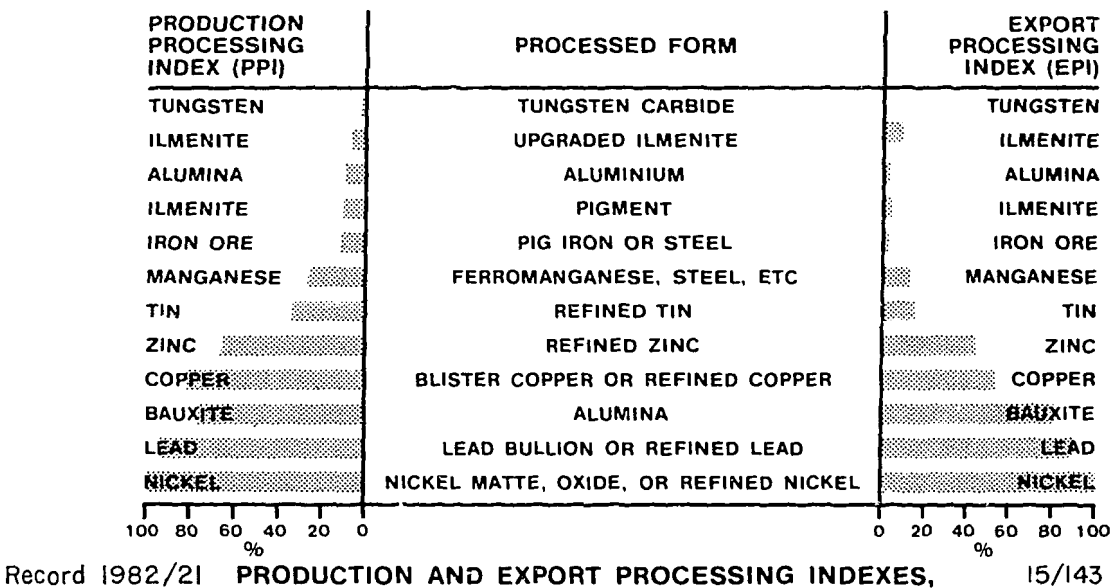 PRODUCTION PROCESSING INDEX (PPI) PROCESSED FORM EXPORT PROCESSING INDEX (EPI)
TUNGSTEN TUNGSTEN CARBIDE TUNGSTEN
ILMENITE UPGRADED ILMENITE ILMENITE
ALUMINA ALUMINIUM ALUMINA
ILMENITE PIGMENT ILMENITE
IRON ORE PIG IRON OR STEEL IRON ORE
MANGANESE FERROMANGANESE, STEEL, ETC MANGANESE
TIN REFINED TIN TIN
ZINC REFINED ZINC ZINC
COPPER BLISTER COPPER OR REFINED COPPER COPPER
BAUXITE ALUMINA BAUXITE
LEAD LEAD BULLION OR REFINED LEAD LEAD
NICKEL NICKEL MATTE, OXIDE, OR REFINED NICKEL NICKEL
100 80 60 40 20 0 0 20 40 60 80 100
% %
Record 1982/21 PRODUCTION AND EXPORT PROCESSING INDEXES, 15/143